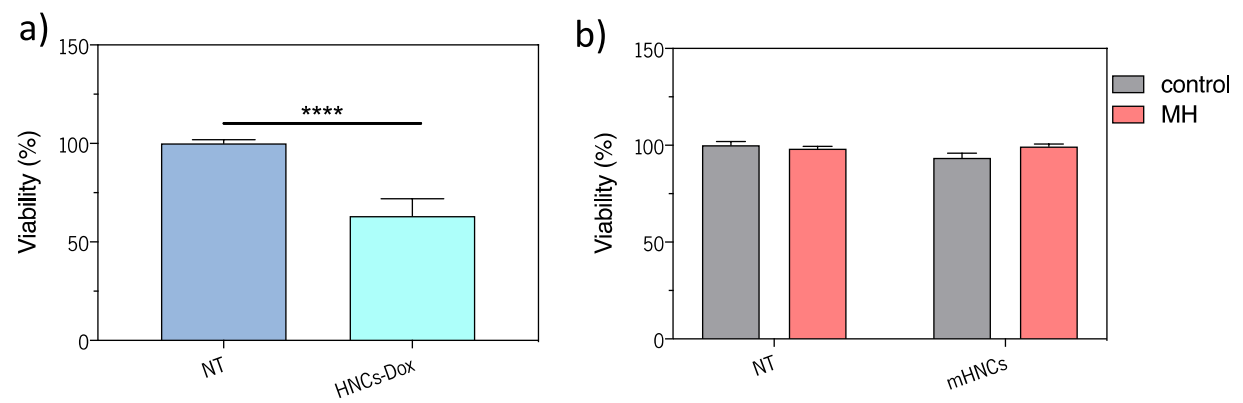 a)
Viability (%)
150
100
50
0
****
NT
HNCs-Dox
b)
Viability (%)
150
100
50
0
NT
mHNCs
control
MH